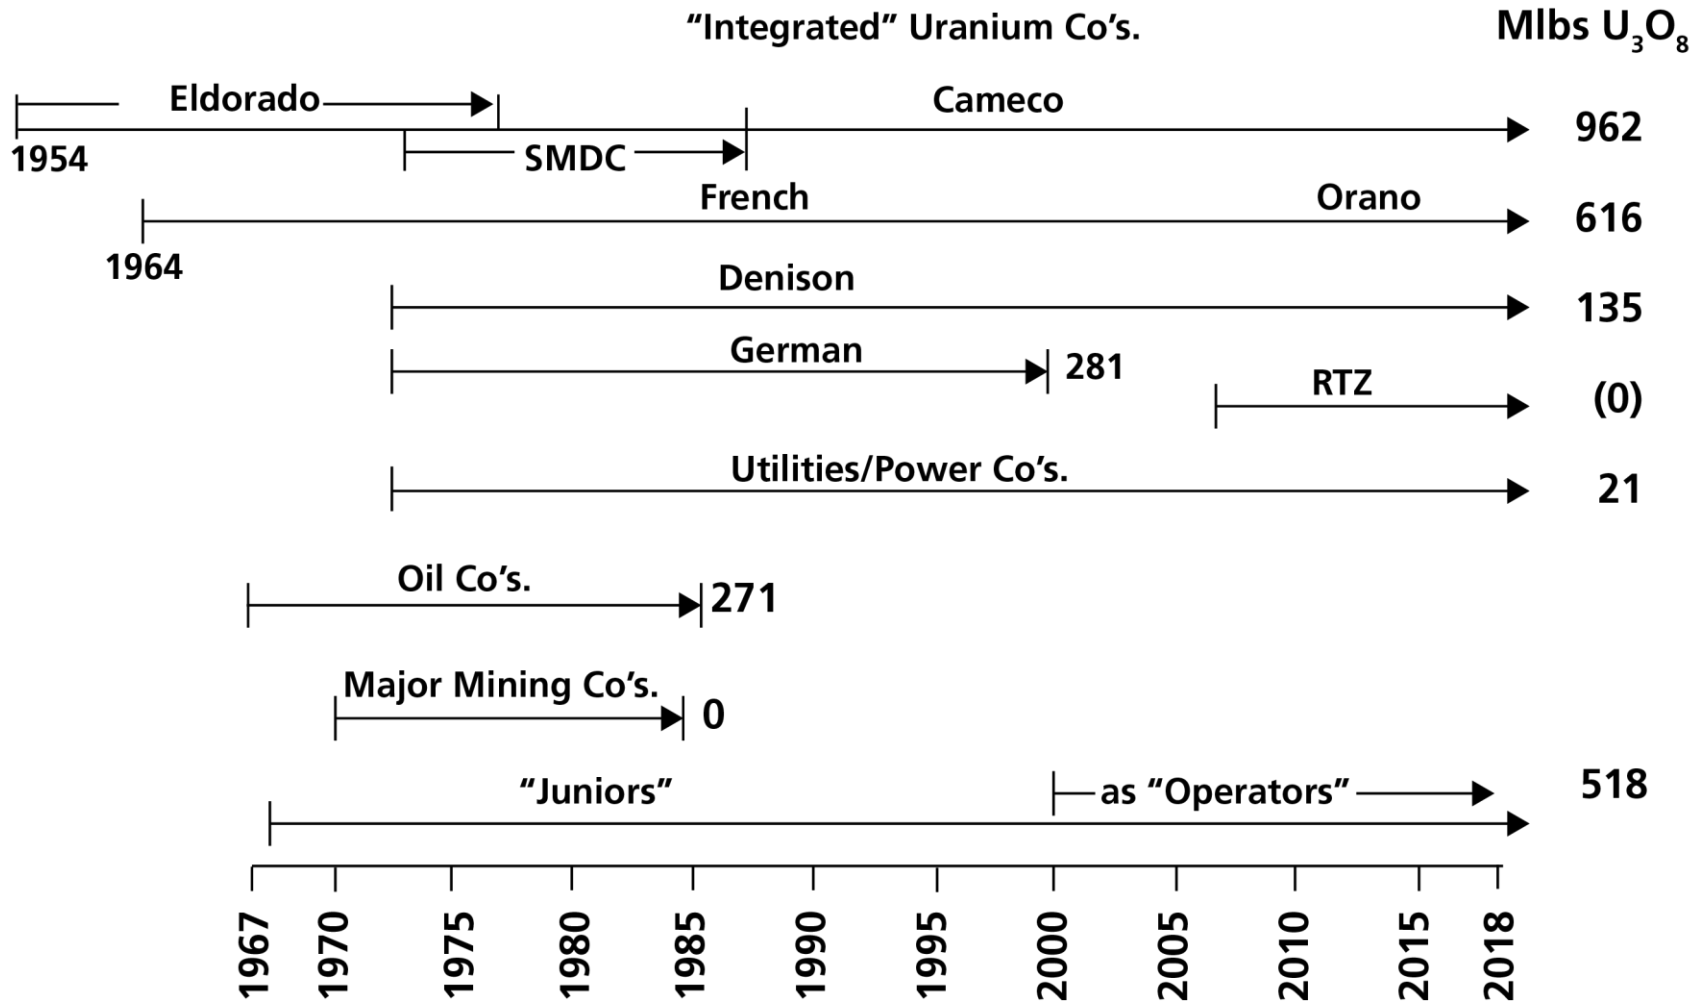 “Integrated” Uranium Co’s.
Mlbs U₃O₈
Eldorado
Cameco
962
1954
SMDC
French
Orano
616
1964
Denison
135
German
281
RTZ
(0)
Utilities/Power Co’s.
21
Oil Co’s.
271
Major Mining Co’s.
0
“Juniors”
as “Operators”
518
1967
1970
1975
1980
1985
1990
1995
2000
2005
2010
2015
2018